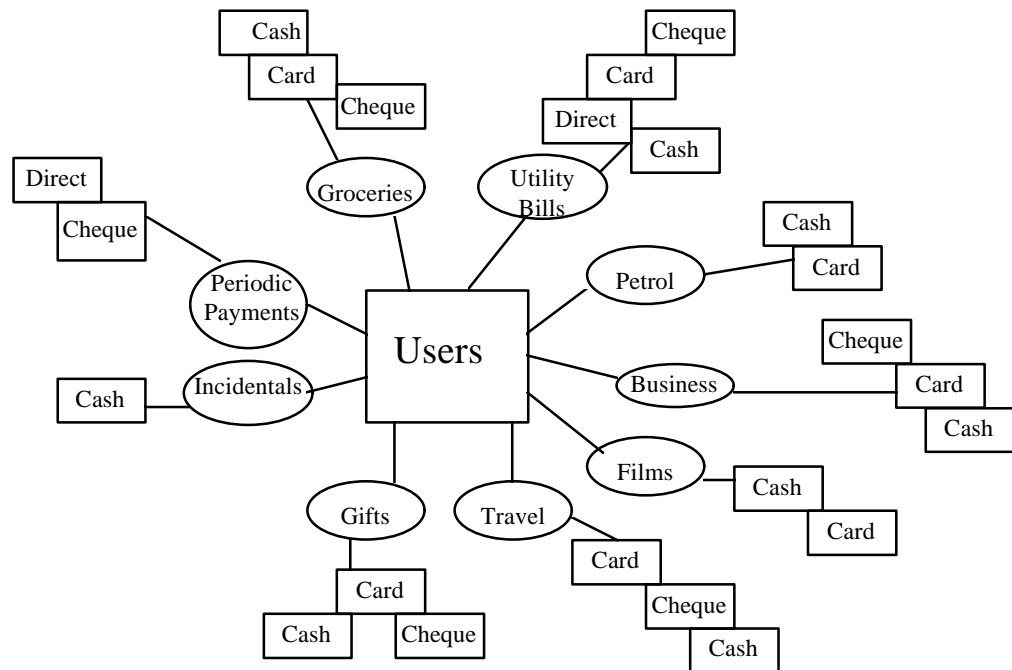 Cash
Card
Cheque
Groceries
Cheque
Card
Direct
Cash
Utility
Bills
Direct
Cheque
Periodic
Payments
Cash
Card
Petrol
Users
Cheque
Card
Cash
Business
Cash
Incidentals
Films
Cash
Card
Gifts
Card
Cash
Cheque
Travel
Card
Cheque
Cash